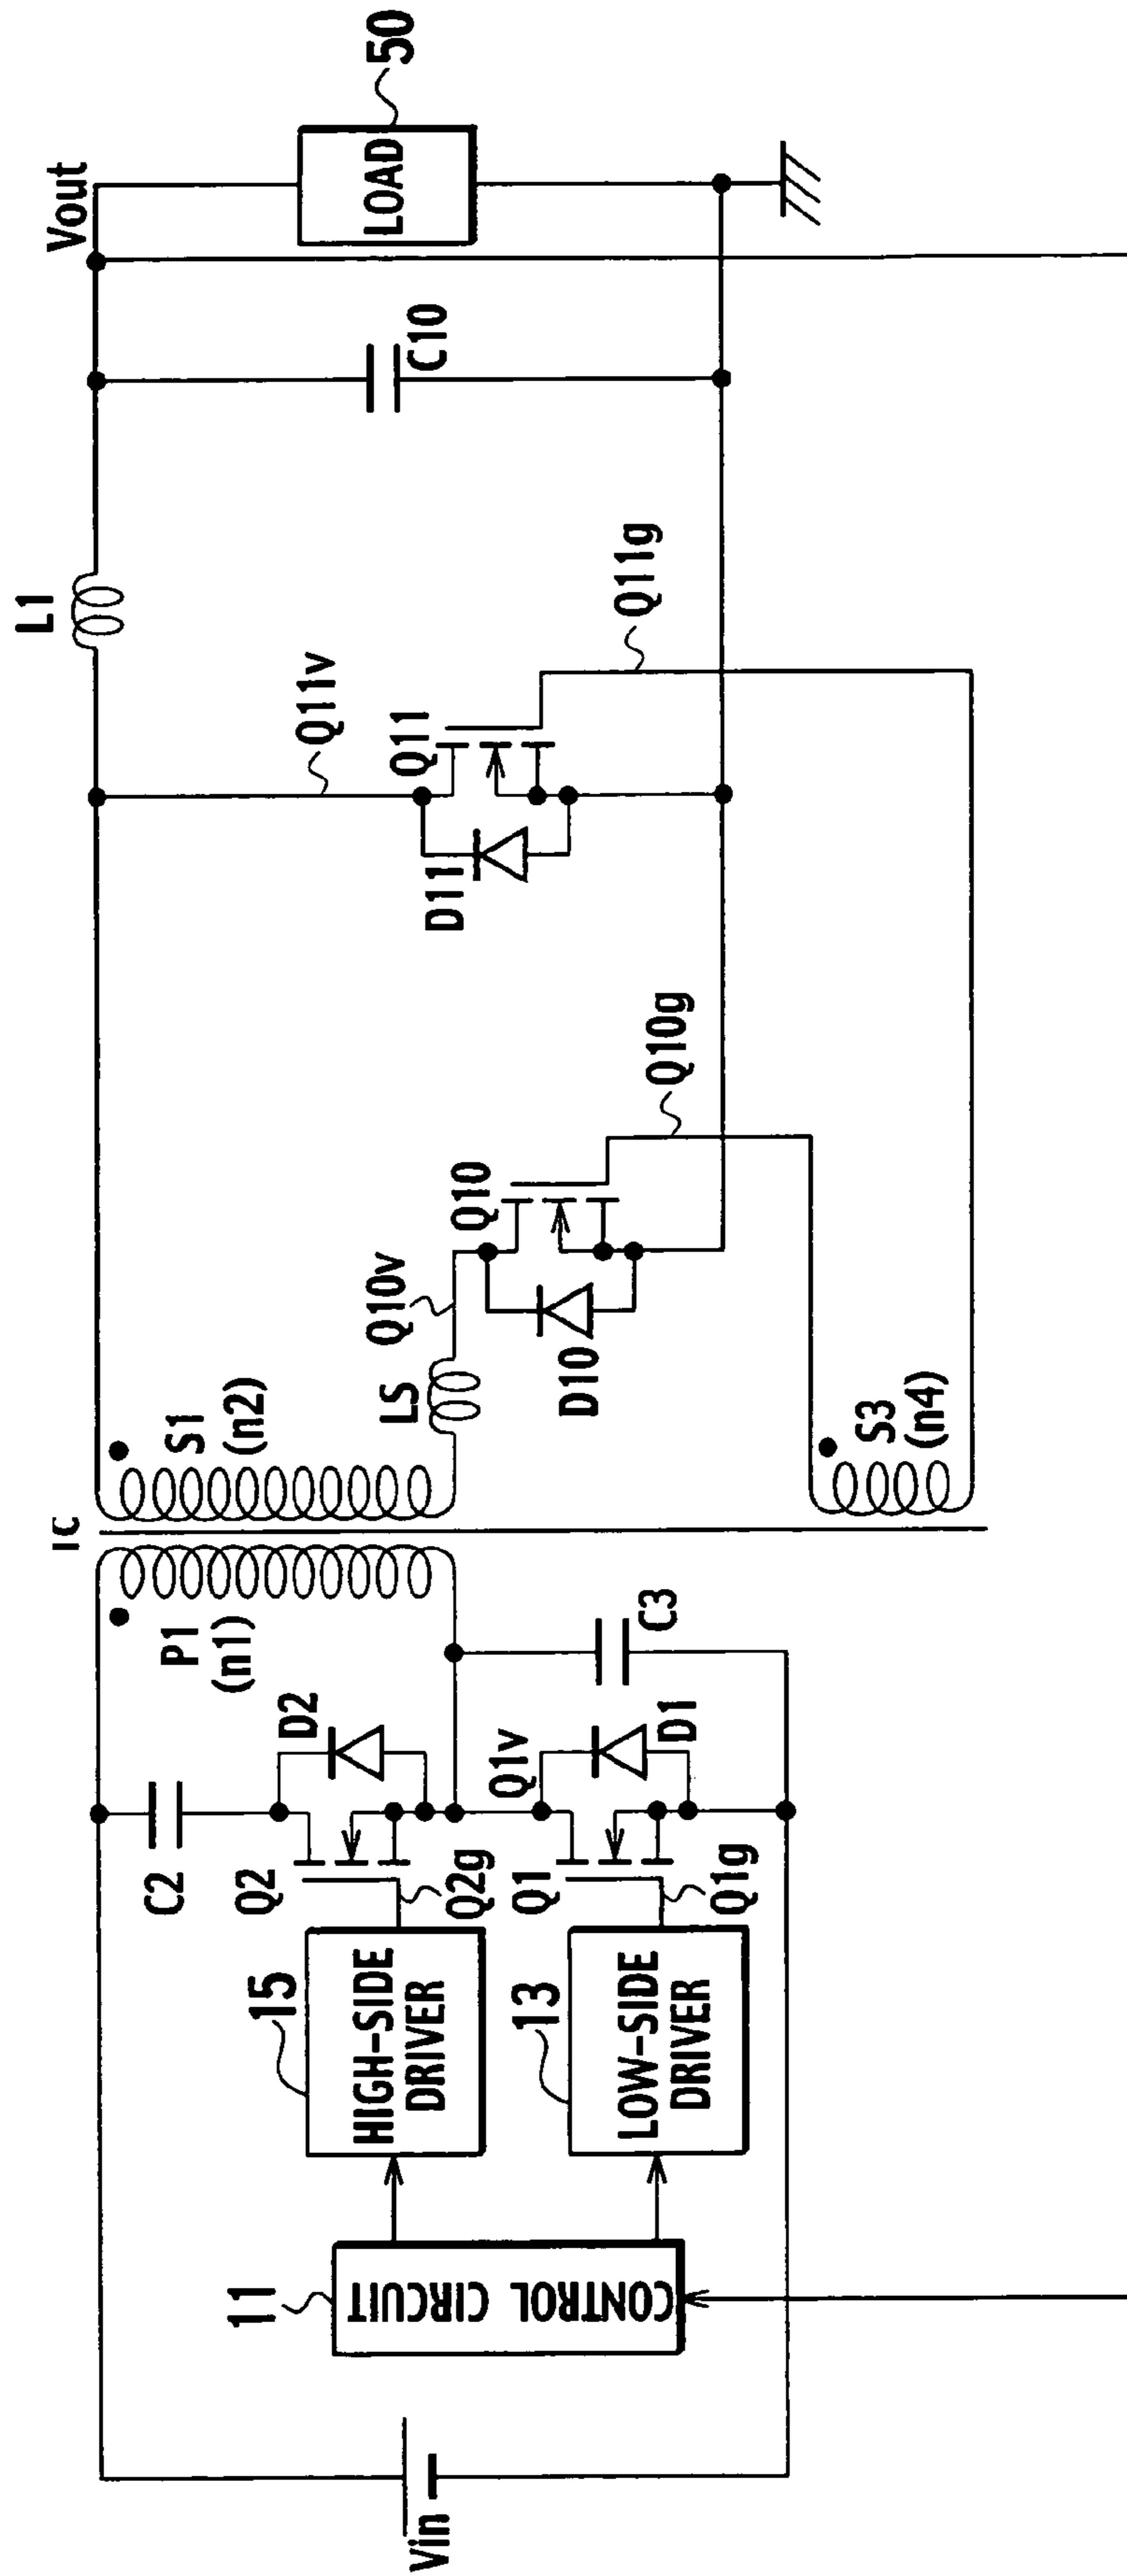 Vin
11
CONTROL CIRCUIT
15
HIGH-SIDE
DRIVER
13
LOW-SIDE
DRIVER
C2
Q2
Q2g
D2
Q1
Q1g
Q1v
D1
C3
P1
(n1)
S1
(n2)
LS
Q10v
Q10
D10
Q10g
S3
(n4)
Q11v
Q11
D11
Q11g
L1
C10
Vout
LOAD
50